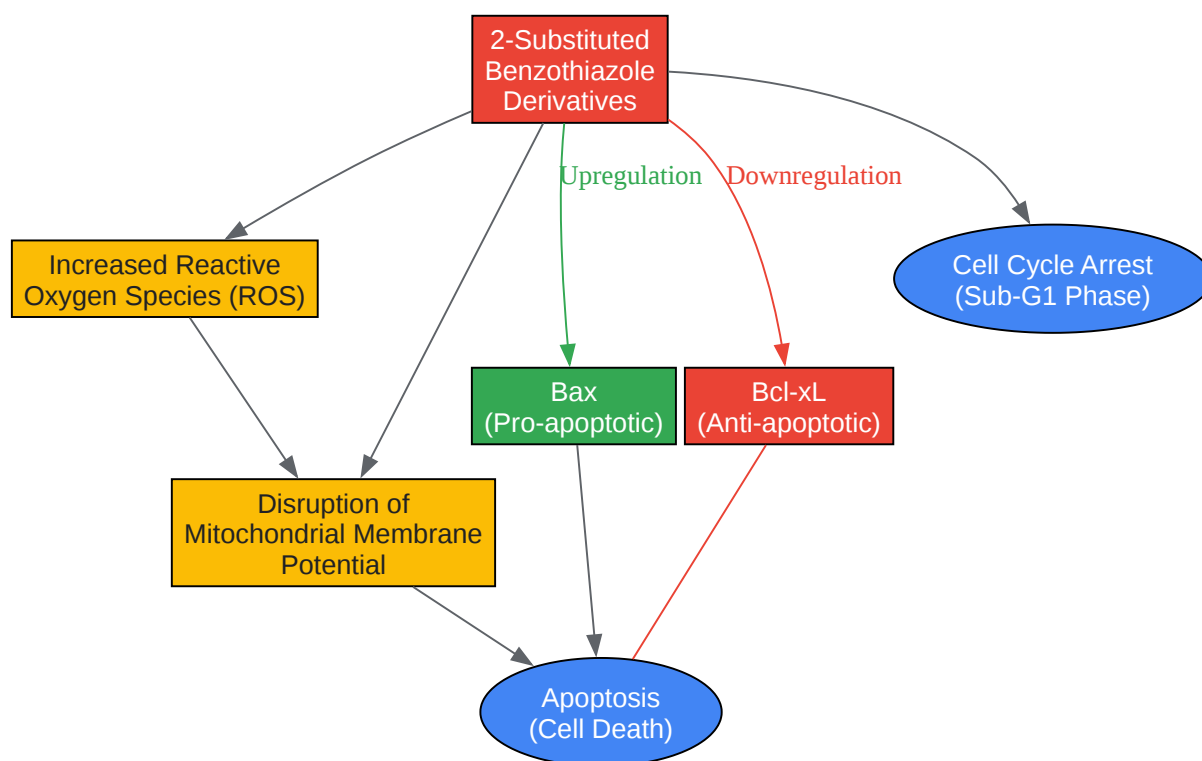 2-Substituted
Benzothiazole
Derivatives
Upregulation
Downregulation
Increased Reactive
Oxygen Species (ROS)
Cell Cycle Arrest
(Sub-G1 Phase)
Bax
(Pro-apoptotic)
Bcl-xL
(Anti-apoptotic)
Disruption of
Mitochondrial Membrane
Potential
Apoptosis
(Cell Death)